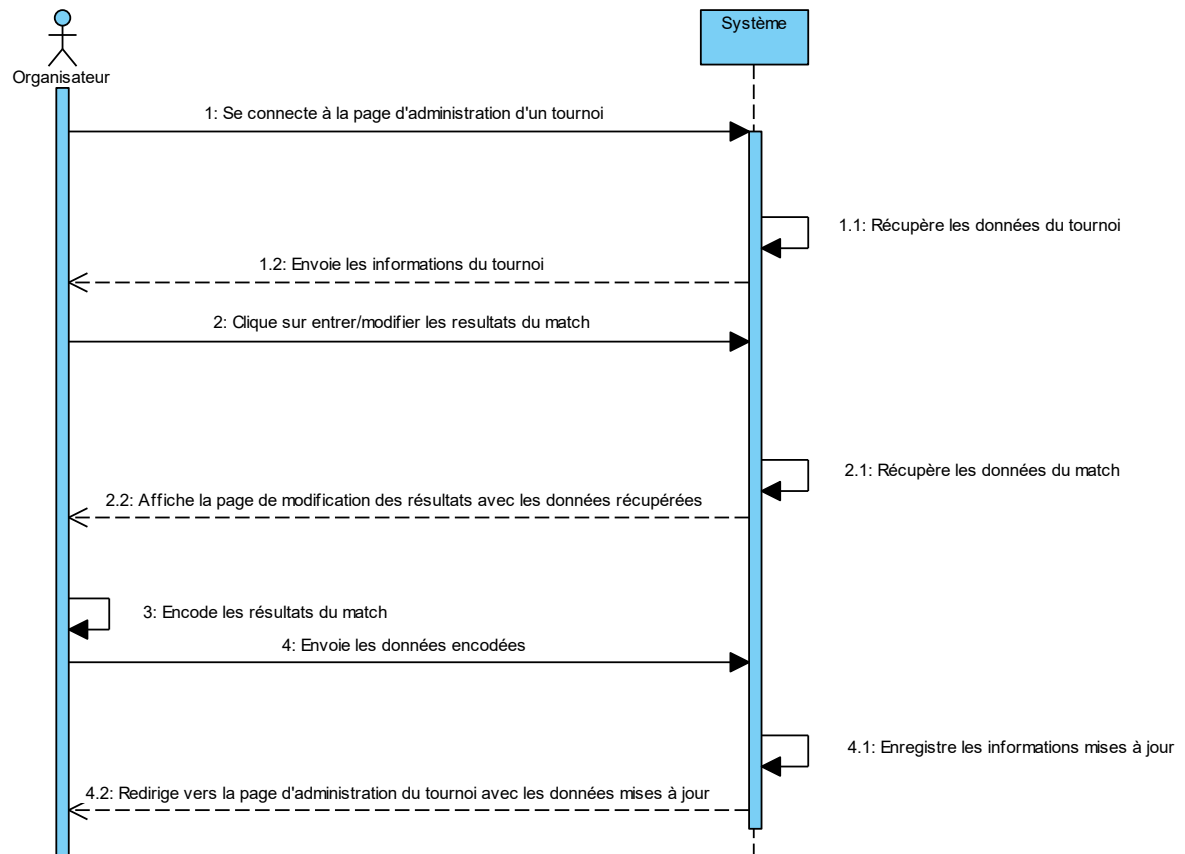 Système
Organisateur
1: Se connecte à la page d'administration d'un tournoi
1.1: Récupère les données du tournoi
1.2: Envoie les informations du tournoi
2: Clique sur entrer/modifier les resultats du match
2.1: Récupère les données du match
2.2: Affiche la page de modification des résultats avec les données récupérées
3: Encode les résultats du match
4: Envoie les données encodées
4.1: Enregistre les informations mises à jour
4.2: Redirige vers la page d'administration du tournoi avec les données mises à jour